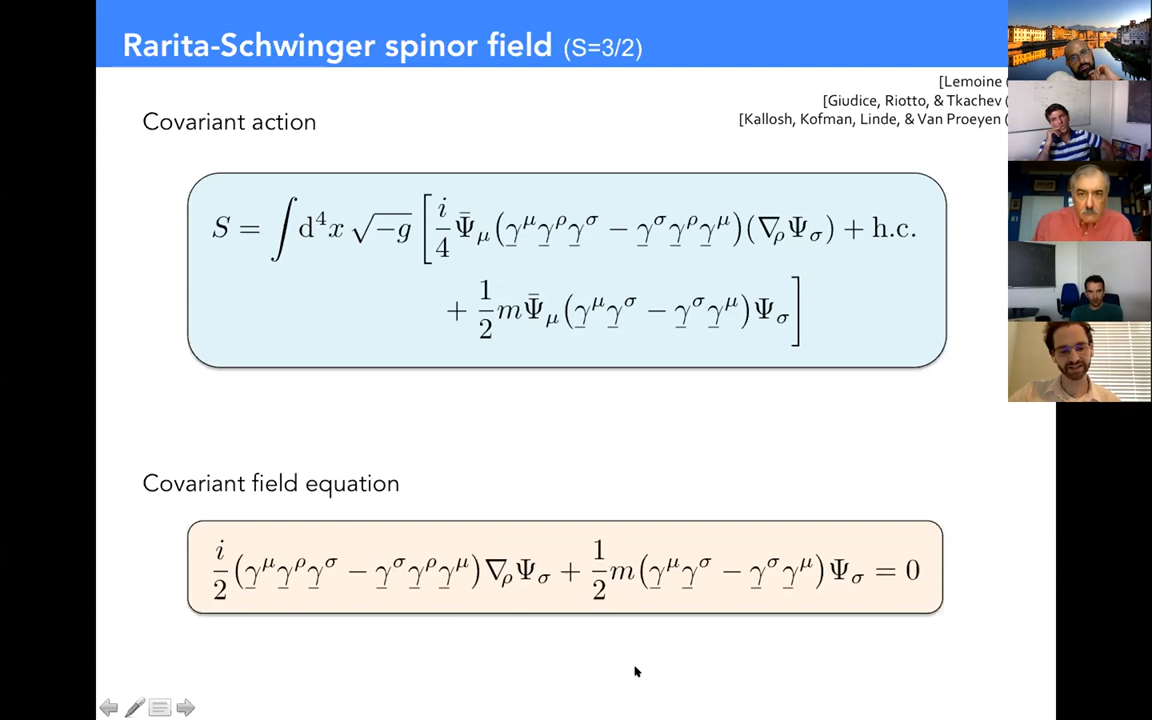 Rarita-Schwinger spinor field (S=3/2)
[Lemoine (
[Giudice, Riotto, & Tkachev (
[Kallosh, Kofman, Linde, & Van Proeyen (
Covariant action
S = ∫ d⁴x √−g [ i/4 Ψ̄_μ (γ̲^μ γ̲^ρ γ̲^σ − γ̲^σ γ̲^ρ γ̲^μ)(∇_ρ Ψ_σ) + h.c.
+ 1/2 m Ψ̄_μ (γ̲^μ γ̲^σ − γ̲^σ γ̲^μ) Ψ_σ ]
Covariant field equation
i/2 (γ̲^μ γ̲^ρ γ̲^σ − γ̲^σ γ̲^ρ γ̲^μ) ∇_ρ Ψ_σ + 1/2 m (γ̲^μ γ̲^σ − γ̲^σ γ̲^μ) Ψ_σ = 0